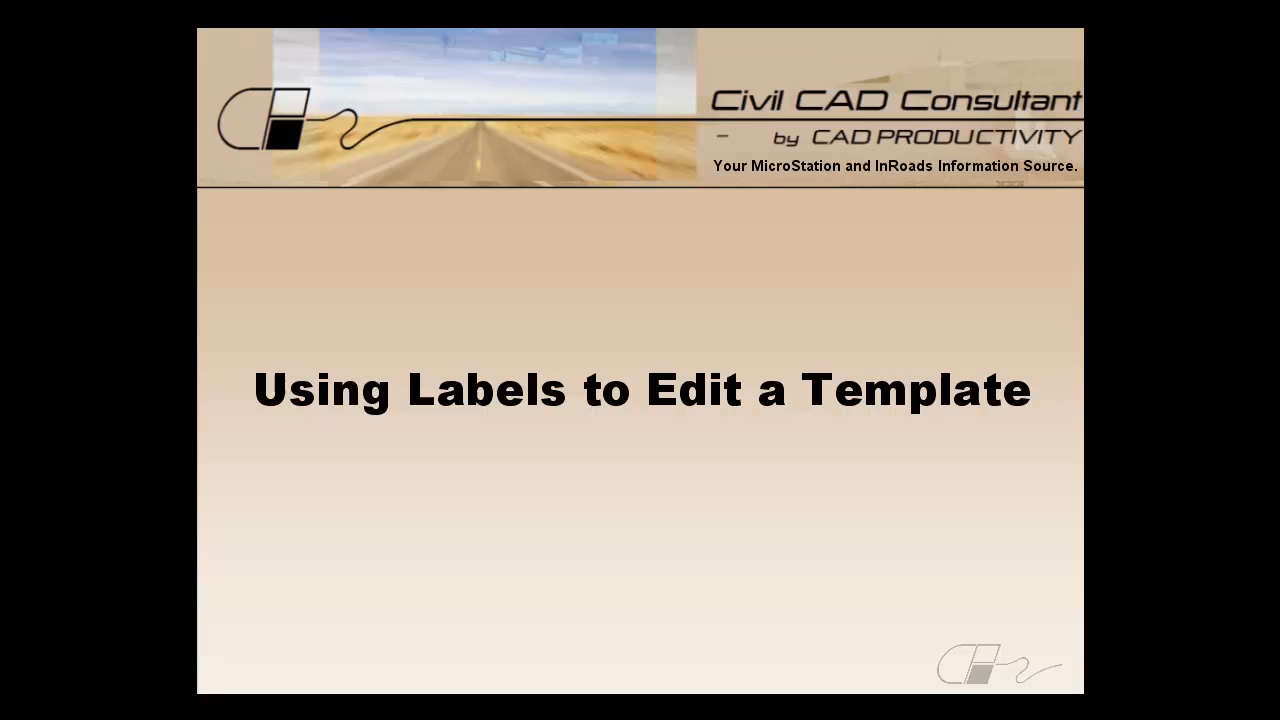 Civil CAD Consultant
- by CAD PRODUCTIVITY
Your MicroStation and InRoads Information Source.
Using Labels to Edit a Template